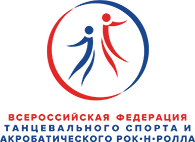 ВСЕРОССИЙСКАЯ ФЕДЕРАЦИЯ
ТАНЦЕВАЛЬНОГО СПОРТА И
АКРОБАТИЧЕСКОГО РОК•Н•РОЛЛА